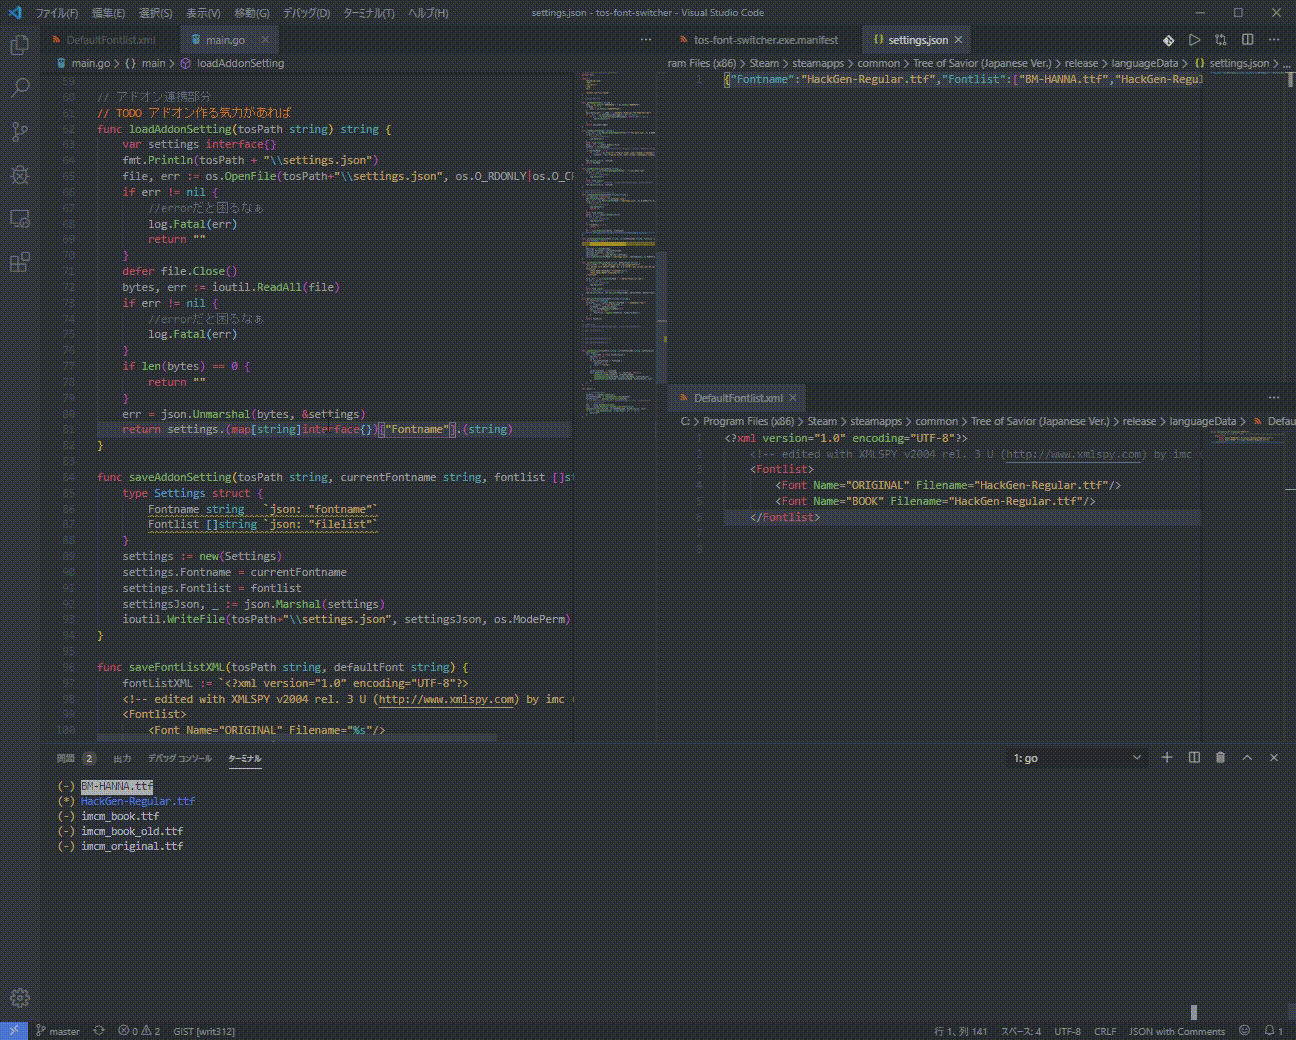 ファイル(F) 編集(E) 選択(S) 表示(V) 移動(G) デバッグ(D) ターミナル(T) ヘルプ(H)
settings.json - tos-font-switcher - Visual Studio Code
DefaultFontlist.xml main.go
main.go > {} main > loadAddonSetting
59
60 // アドオン連携部分
61 // TODO アドオン作る気力があれば
62 func loadAddonSetting(tosPath string) string {
63 var settings interface{}
64 fmt.Println(tosPath + "\\settings.json")
65 file, err := os.OpenFile(tosPath+"\\settings.json", os.O_RDONLY|os.O_C
66 if err != nil {
67 //errorだと困るなぁ
68 log.Fatal(err)
69 return ""
70 }
71 defer file.Close()
72 bytes, err := ioutil.ReadAll(file)
73 if err != nil {
74 //errorだと困るなぁ
75 log.Fatal(err)
76 }
77 if len(bytes) == 0 {
78 return ""
79 }
80 err = json.Unmarshal(bytes, &settings)
81 return settings.(map[string]interface{})["Fontname"].(string)
82 }
83
84 func saveAddonSetting(tosPath string, currentFontname string, fontlist []st
85 type Settings struct {
86 Fontname string `json: "fontname"`
87 Fontlist []string `json: "filelist"`
88 }
89 settings := new(Settings)
90 settings.Fontname = currentFontname
91 settings.Fontlist = fontlist
92 settingsJson, _ := json.Marshal(settings)
93 ioutil.WriteFile(tosPath+"\\settings.json", settingsJson, os.ModePerm)
94 }
95
96 func saveFontListXML(tosPath string, defaultFont string) {
97 fontListXML := `<?xml version="1.0" encoding="UTF-8"?>
98 <!-- edited with XMLSPY v2004 rel. 3 U (http://www.xmlspy.com) by imc
99 <Fontlist>
100 <Font Name="ORIGINAL" Filename="%s"/>
tos-font-switcher.exe.manifest {} settings.json
ram Files (x86) > Steam > steamapps > common > Tree of Savior (Japanese Ver.) > release > languageData > {} settings.json > ...
1 {"Fontname":"HackGen-Regular.ttf","Fontlist":["BM-HANNA.ttf","HackGen-Regul
DefaultFontlist.xml
C: > Program Files (x86) > Steam > steamapps > common > Tree of Savior (Japanese Ver.) > release > languageData > Defau
1 <?xml version="1.0" encoding="UTF-8"?>
2 <!-- edited with XMLSPY v2004 rel. 3 U (http://www.xmlspy.com) by imc
3 <Fontlist>
4 <Font Name="ORIGINAL" Filename="HackGen-Regular.ttf"/>
5 <Font Name="BOOK" Filename="HackGen-Regular.ttf"/>
6 </Fontlist>
7
8
問題 2 出力 デバッグ コンソール ターミナル
1: go
(-) BM-HANNA.ttf
(*) HackGen-Regular.ttf
(-) imcm_book.ttf
(-) imcm_book_old.ttf
(-) imcm_original.ttf
master 0 2 GIST [writ312]
行 1、列 141 スペース: 4 UTF-8 CRLF JSON with Comments 1